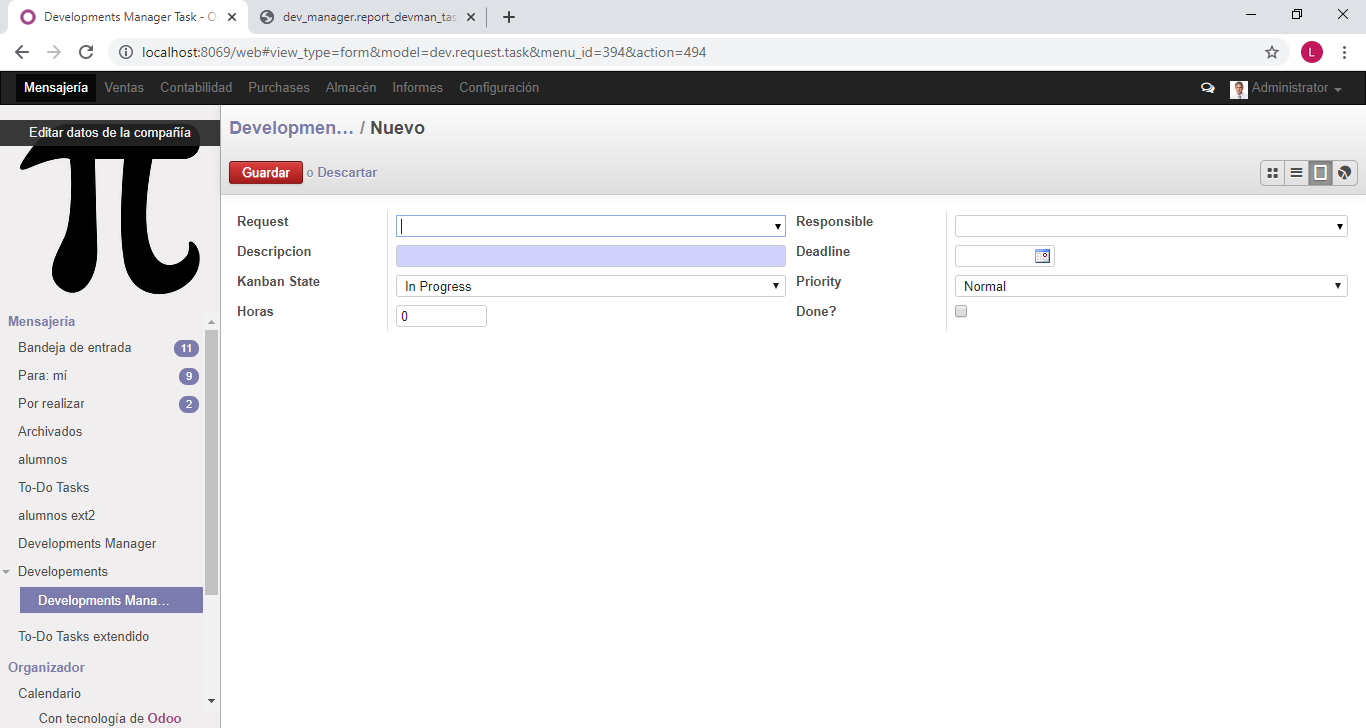 Developments Manager Task - O
dev_manager.report_devman_tas
localhost:8069/web#view_type=form&model=dev.request.task&menu_id=394&action=494
L
Mensajería Ventas Contabilidad Purchases Almacén Informes Configuración Administrator
Editar datos de la compañía
Mensajería
Bandeja de entrada 11
Para: mí 9
Por realizar 2
Archivados
alumnos
To-Do Tasks
alumnos ext2
Developments Manager
Developements
Developments Mana…
To-Do Tasks extendido
Organizador
Calendario
Con tecnología de Odoo
Developmen… / Nuevo
Guardar o Descartar
Request
Responsible
Descripcion
Deadline
Kanban State In Progress
Priority Normal
Horas 0
Done?